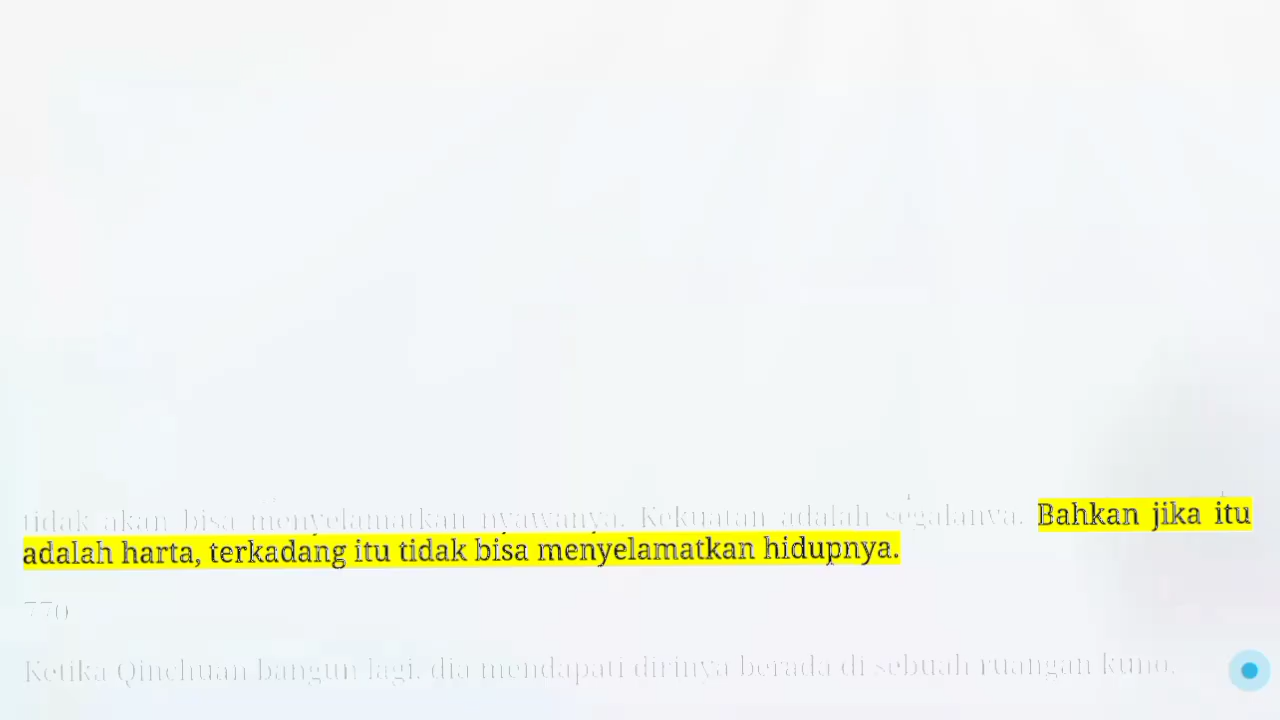 tidak akan bisa menyelamatkan nyawanya. Kekuatan adalah segalanya. Bahkan jika itu
adalah harta, terkadang itu tidak bisa menyelamatkan hidupnya.
770
Ketika Qinchuan bangun lagi, dia mendapati dirinya berada di sebuah ruangan kuno.